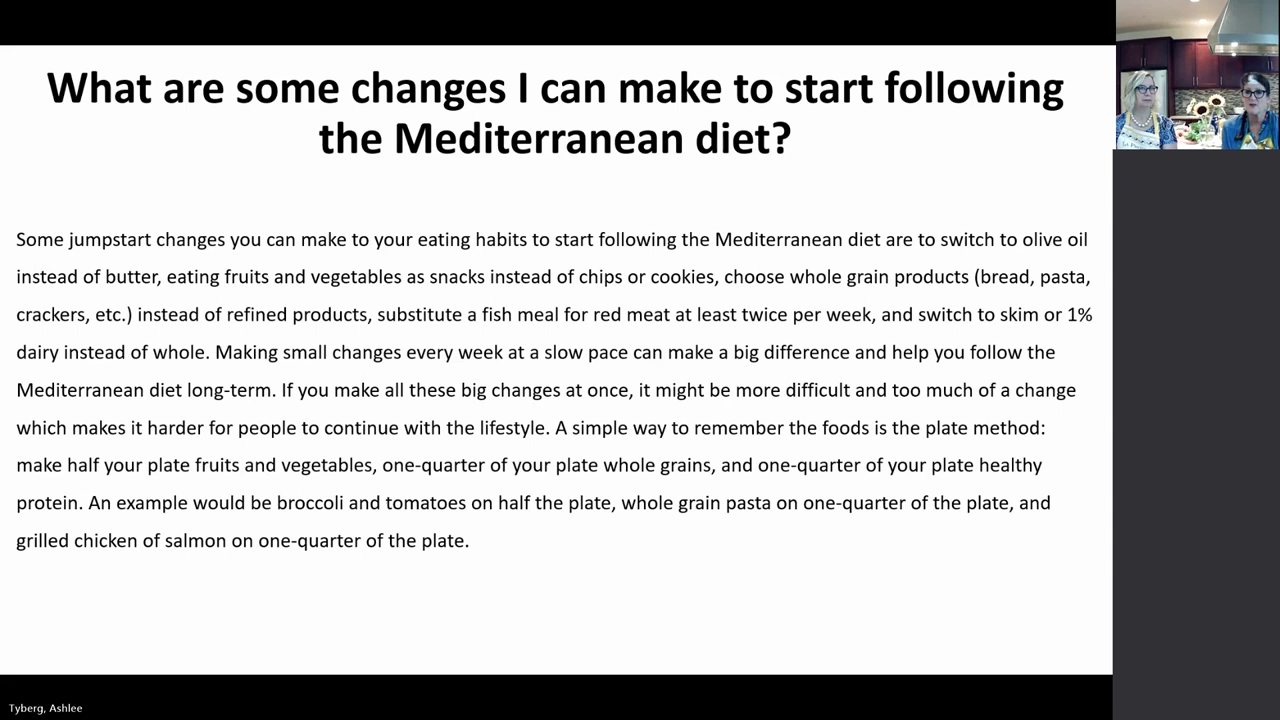 What are some changes I can make to start following
the Mediterranean diet?
Some jumpstart changes you can make to your eating habits to start following the Mediterranean diet are to switch to olive oil
instead of butter, eating fruits and vegetables as snacks instead of chips or cookies, choose whole grain products (bread, pasta,
crackers, etc.) instead of refined products, substitute a fish meal for red meat at least twice per week, and switch to skim or 1%
dairy instead of whole. Making small changes every week at a slow pace can make a big difference and help you follow the
Mediterranean diet long-term. If you make all these big changes at once, it might be more difficult and too much of a change
which makes it harder for people to continue with the lifestyle. A simple way to remember the foods is the plate method:
make half your plate fruits and vegetables, one-quarter of your plate whole grains, and one-quarter of your plate healthy
protein. An example would be broccoli and tomatoes on half the plate, whole grain pasta on one-quarter of the plate, and
grilled chicken of salmon on one-quarter of the plate.
Tyberg, Ashlee